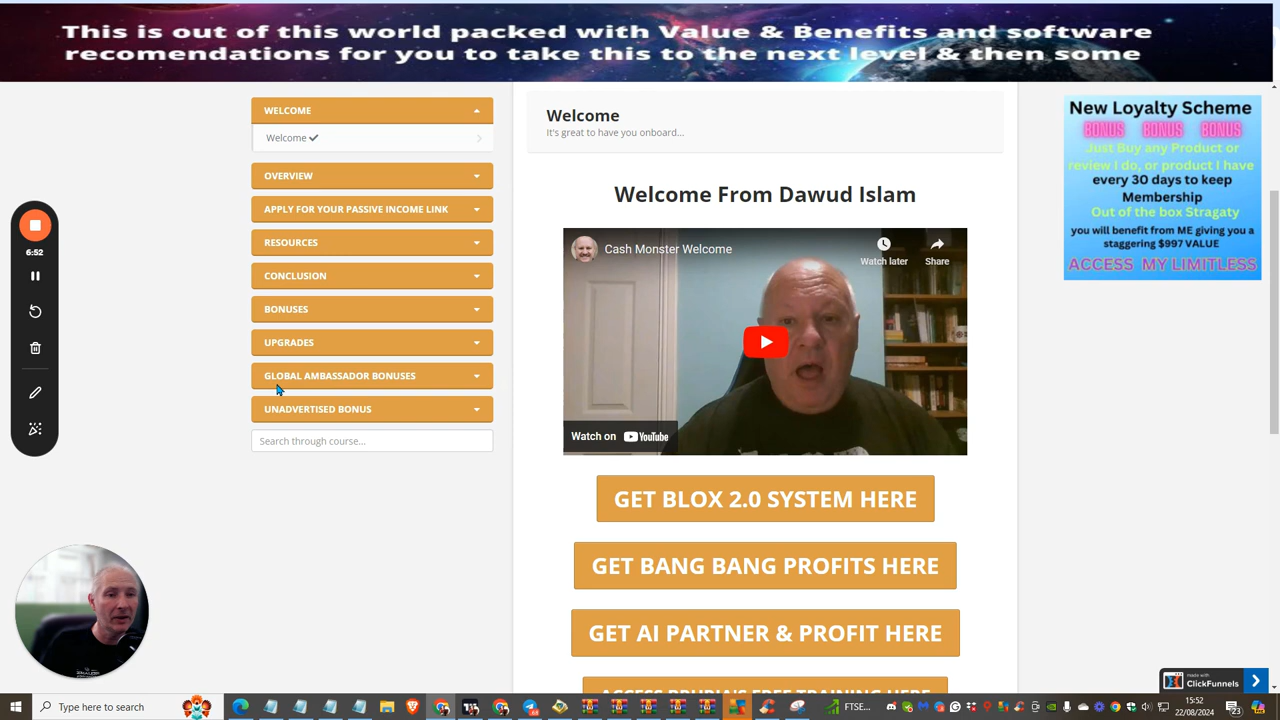 This is out of this world packed with Value & Benefits and software
recomendations for you to take this to the next level & then some
WELCOME
Welcome
OVERVIEW
APPLY FOR YOUR PASSIVE INCOME LINK
RESOURCES
CONCLUSION
BONUSES
UPGRADES
GLOBAL AMBASSADOR BONUSES
UNADVERTISED BONUS
Search through course...
6:52
Welcome
It's great to have you onboard...
Welcome From Dawud Islam
Cash Monster Welcome
Watch later
Share
Watch on YouTube
GET BLOX 2.0 SYSTEM HERE
GET BANG BANG PROFITS HERE
GET AI PARTNER & PROFIT HERE
New Loyalty Scheme
BONUS BONUS BONUS
Just Buy any Product or
review I do, or product I have
every 30 days to keep
Membership
Out of the box Stragaty
you will benefit from ME giving you a
staggering $997 VALUE
ACCESS MY LIMITLESS
made with
ClickFunnels
Type here to search
FTSE...
15:52
22/08/2024
23